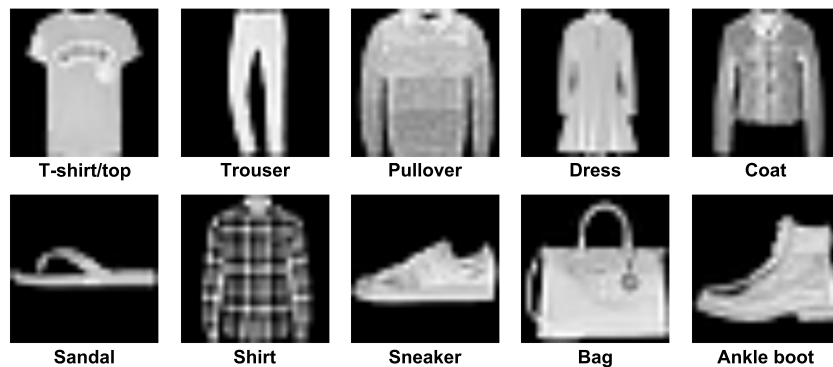 T-shirt/top
Trouser
Pullover
Dress
Coat
Sandal
Shirt
Sneaker
Bag
Ankle boot